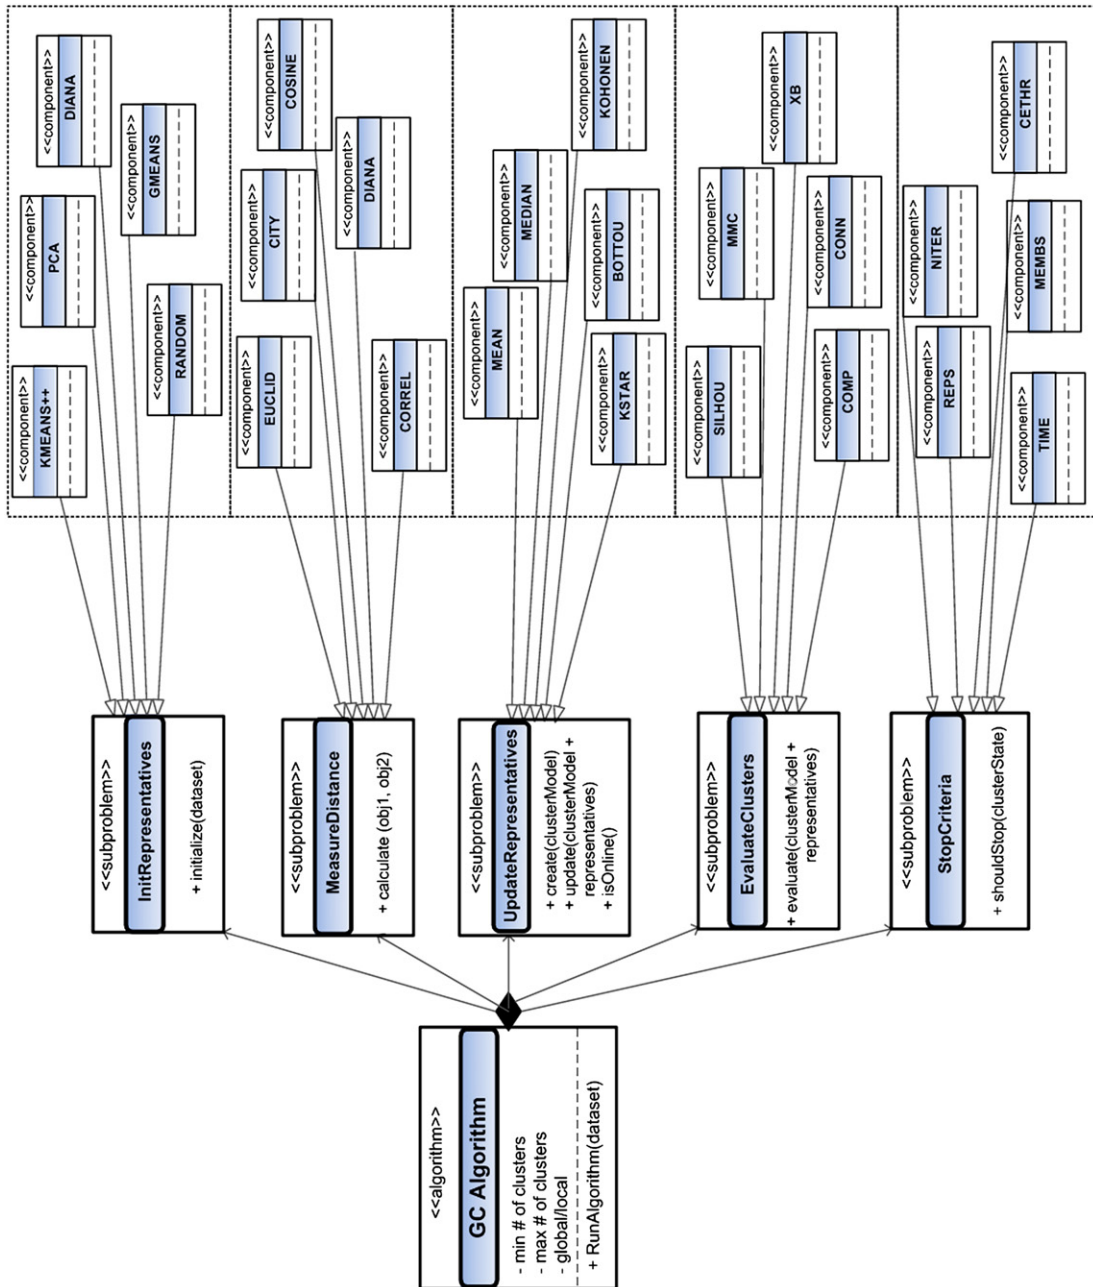 <<algorithm>>
GC Algorithm
- min # of clusters
- max # of clusters
- global/local
+ RunAlgorithm(dataset)
<<subproblem>>
InitRepresentatives
+ initialize(dataset)
<<subproblem>>
MeasureDistance
+ calculate (obj1, obj2)
<<subproblem>>
UpdateRepresentatives
+ create(clusterModel)
+ update(clusterModel +
representatives)
+ isOnline()
<<subproblem>>
EvaluateClusters
+ evaluate(clusterModel +
representatives)
<<subproblem>>
StopCriteria
+ shouldStop(clusterState)
<<component>>
KMEANS++
<<component>>
PCA
<<component>>
DIANA
<<component>>
GMEANS
<<component>>
RANDOM
<<component>>
EUCLID
<<component>>
CITY
<<component>>
COSINE
<<component>>
DIANA
<<component>>
CORREL
<<component>>
MEAN
<<component>>
MEDIAN
<<component>>
KOHONEN
<<component>>
BOTTOU
<<component>>
KSTAR
<<component>>
SILHOU
<<component>>
MMC
<<component>>
XB
<<component>>
CONN
<<component>>
COMP
<<component>>
NITER
<<component>>
REPS
<<component>>
CETHR
<<component>>
MEMBS
<<component>>
TIME